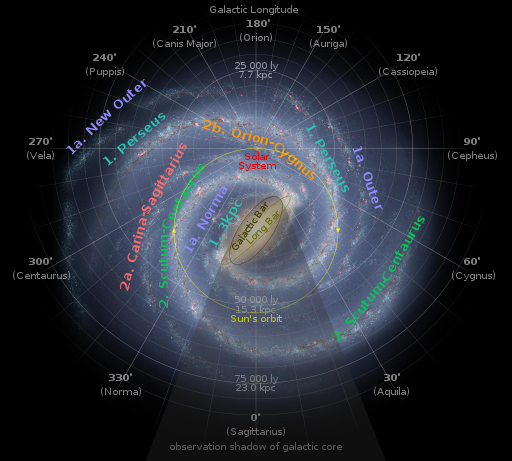 Galactic Longitude
180°
(Orion)
210°
(Canis Major)
150°
(Auriga)
240°
(Puppis)
120°
(Cassiopeia)
25 000 ly
7.7 kpc
1a. New Outer
1. Perseus
2b. Orion-Cygnus
1. Perseus
1a. Outer
270°
(Vela)
90°
(Cepheus)
Solar
System
2a. Carina-Sagittarius
2. Scutum-Centaurus
1a. Norma
1. 3kpc
Galactic Bar
Long Bar
300°
(Centaurus)
60°
(Cygnus)
2. Scutum-Centaurus
50 000 ly
15.3 kpc
Sun's orbit
75 000 ly
23.0 kpc
330°
(Norma)
30°
(Aquila)
0°
(Sagittarius)
observation shadow of galactic core